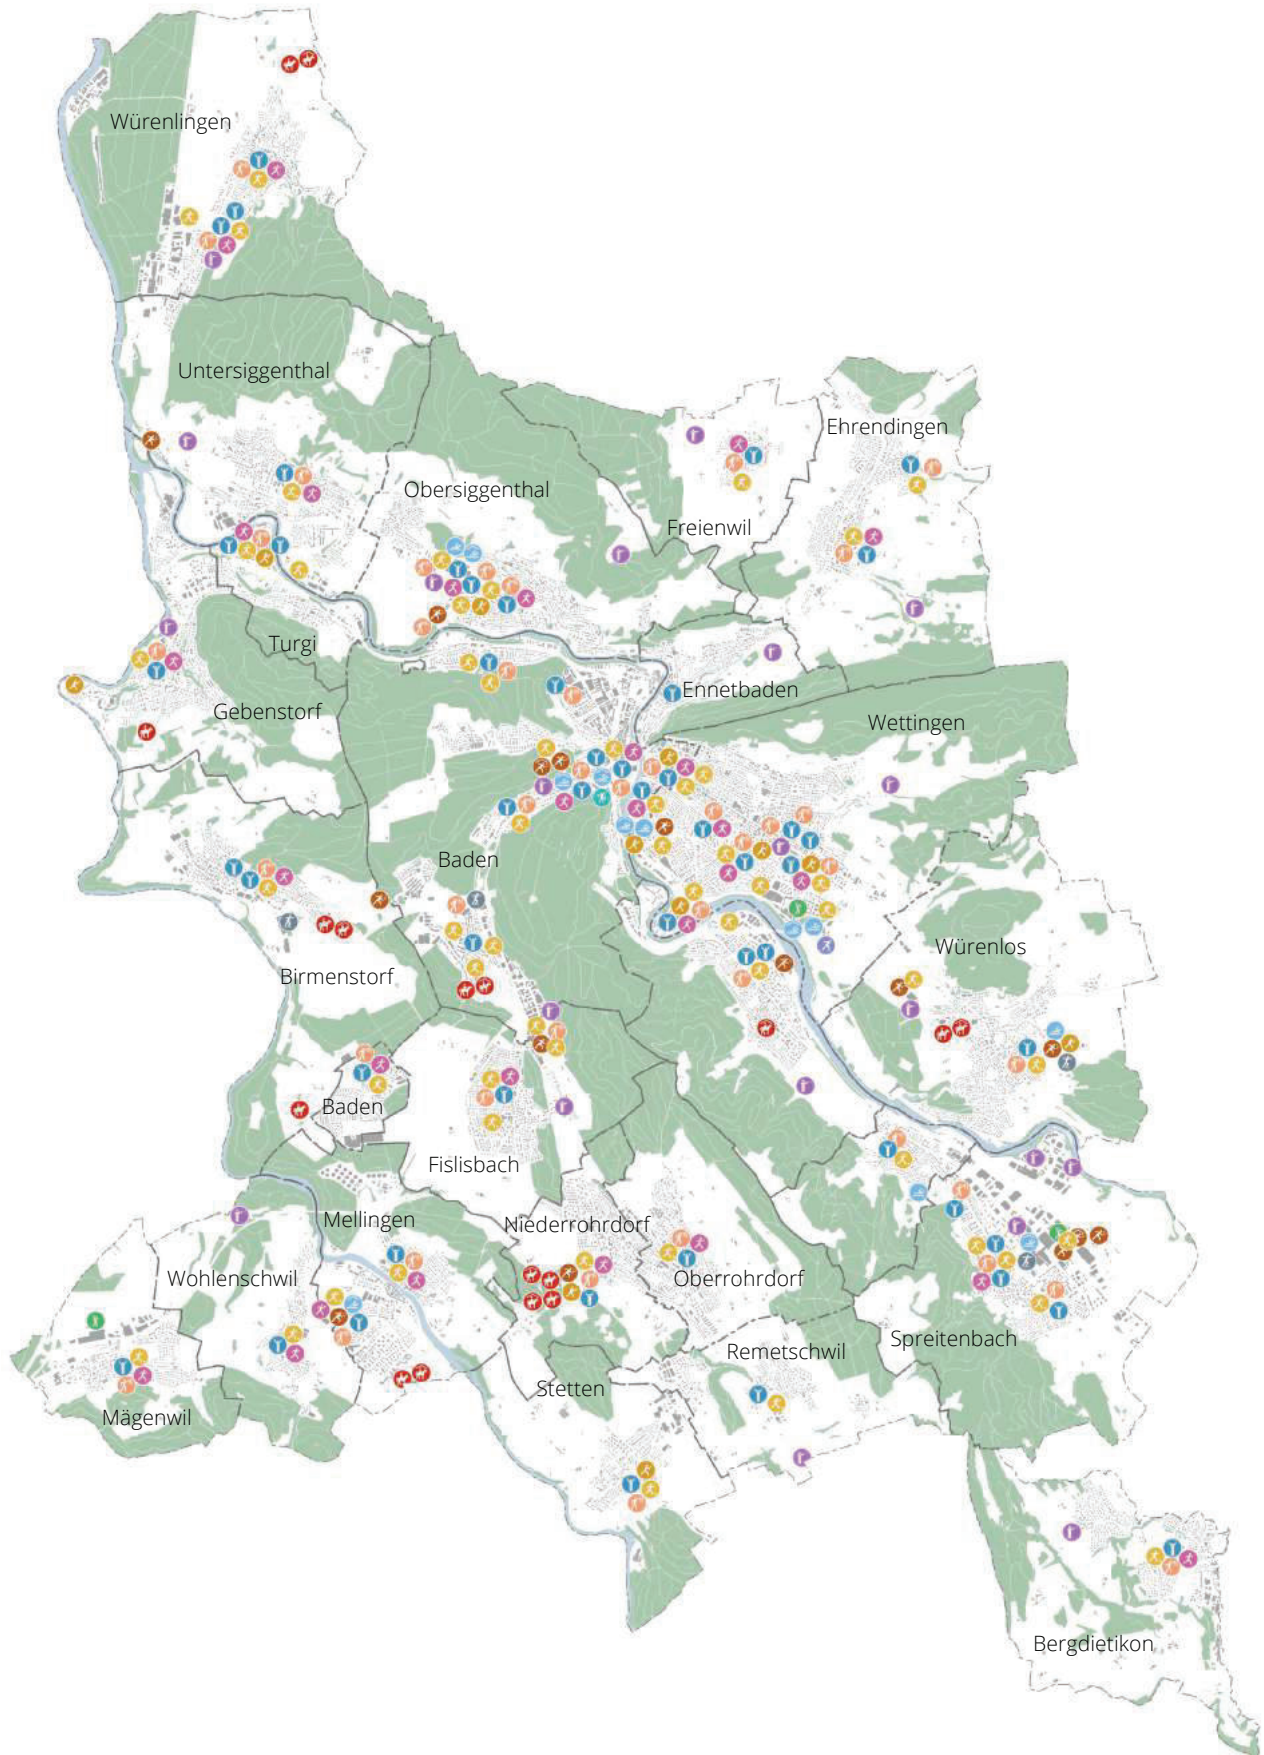 Würenlingen
Untersiggenthal
Ehrendingen
Obersiggenthal
Freienwil
Turgi
Ennetbaden
Gebenstorf
Wettingen
Baden
Würenlos
Birmenstorf
Baden
Fislisbach
Mellingen
Niederrohrdorf
Wohlenschwil
Oberrohrdorf
Spreitenbach
Remetschwil
Stetten
Mägenwil
Bergdietikon